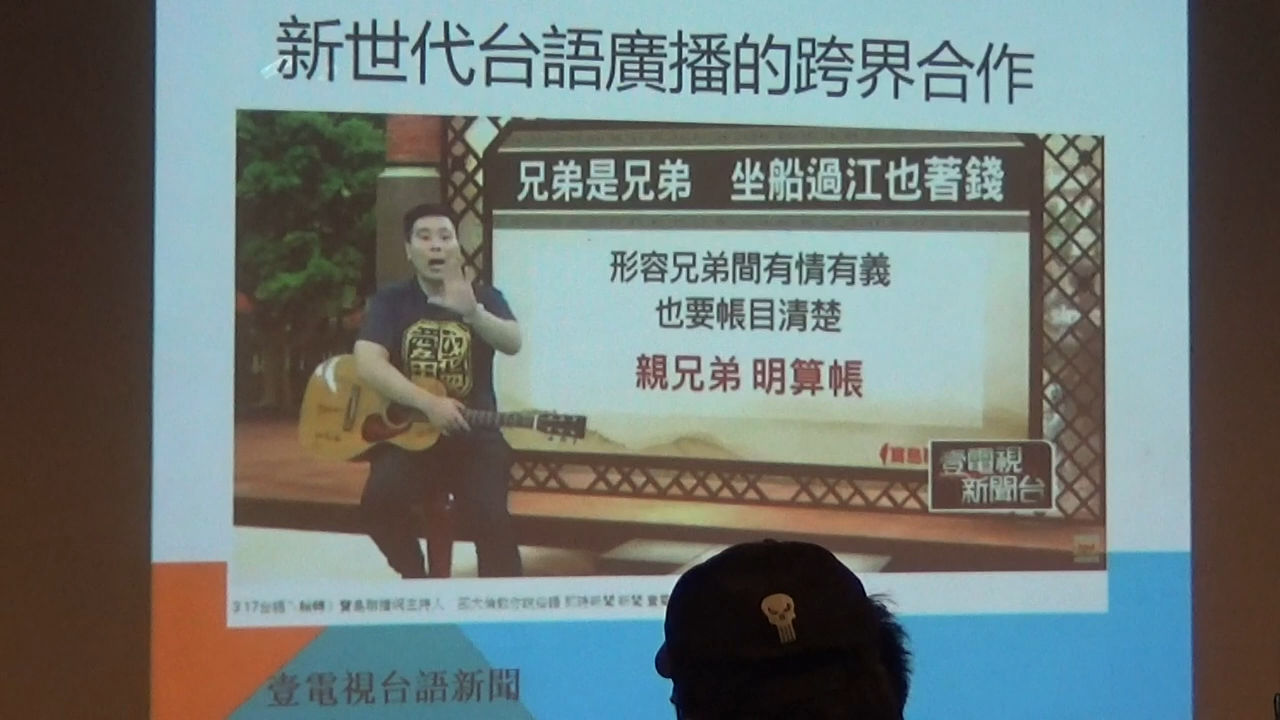 新世代台語廣播的跨界合作
兄弟是兄弟 坐船過江也著錢
形容兄弟間有情有義
也要帳目清楚
親兄弟 明算帳
寶島
壹電視
新聞台
壹電視台語新聞